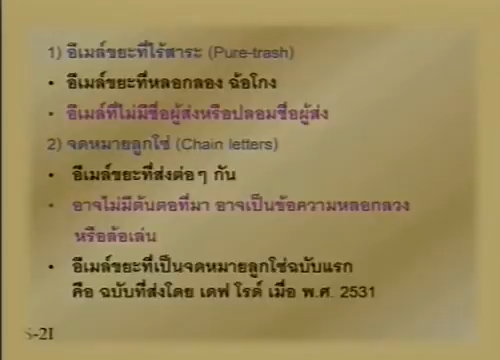 1) อีเมล์ขยะที่ไร้สาระ (Pure-trash)
• อีเมล์ขยะที่หลอกลอง ฉ้อโกง
• อีเมล์ที่ไม่มีชื่อผู้ส่งหรือปลอมชื่อผู้ส่ง
2) จดหมายลูกโซ่ (Chain letters)
• อีเมล์ขยะที่ส่งต่อๆ กัน
• อาจไม่มีต้นตอที่มา อาจเป็นข้อความหลอกลวง
หรือล้อเล่น
• อีเมล์ขยะที่เป็นจดหมายลูกโซ่ฉบับแรก
คือ ฉบับที่ส่งโดย เดฟ โรด์ เมื่อ พ.ศ. 2531
S-21